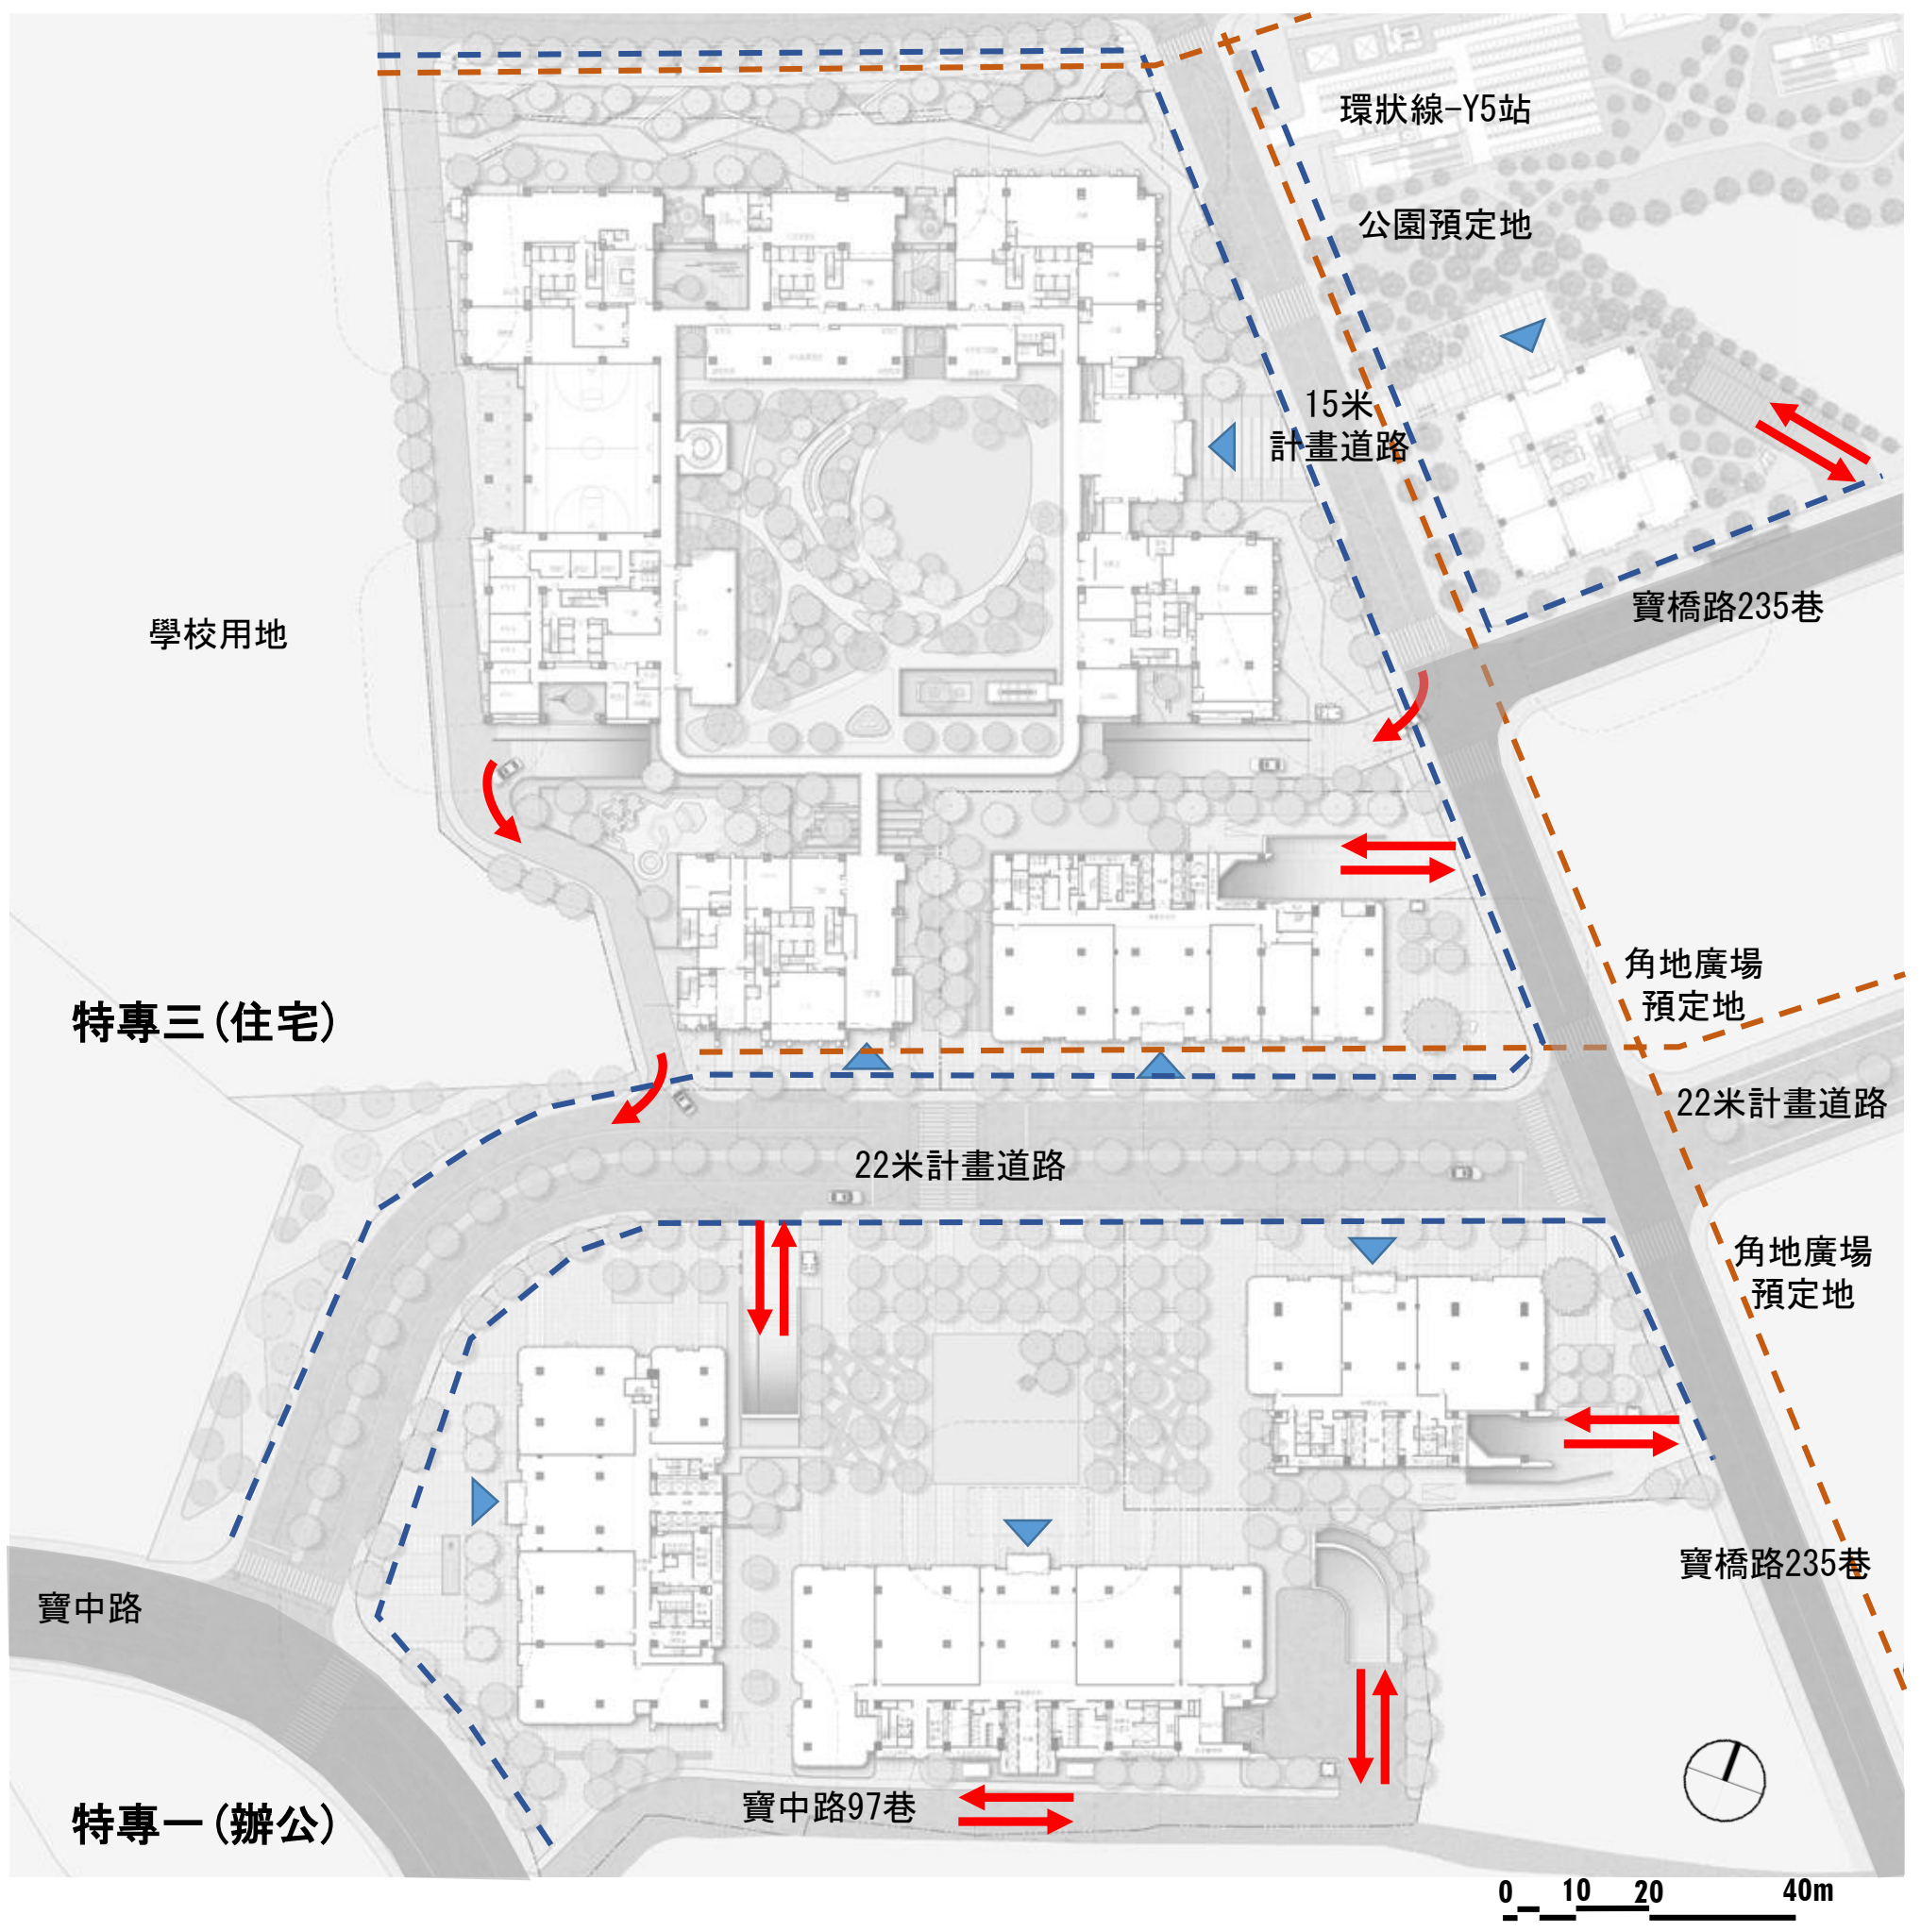 環狀線-Y5站
公園預定地
15米
計畫道路
寶橋路235巷
學校用地
角地廣場
預定地
特專三(住宅)
22米計畫道路
22米計畫道路
角地廣場
預定地
寶橋路235巷
寶中路
寶中路97巷
特專一(辦公)
0 10 20 40m